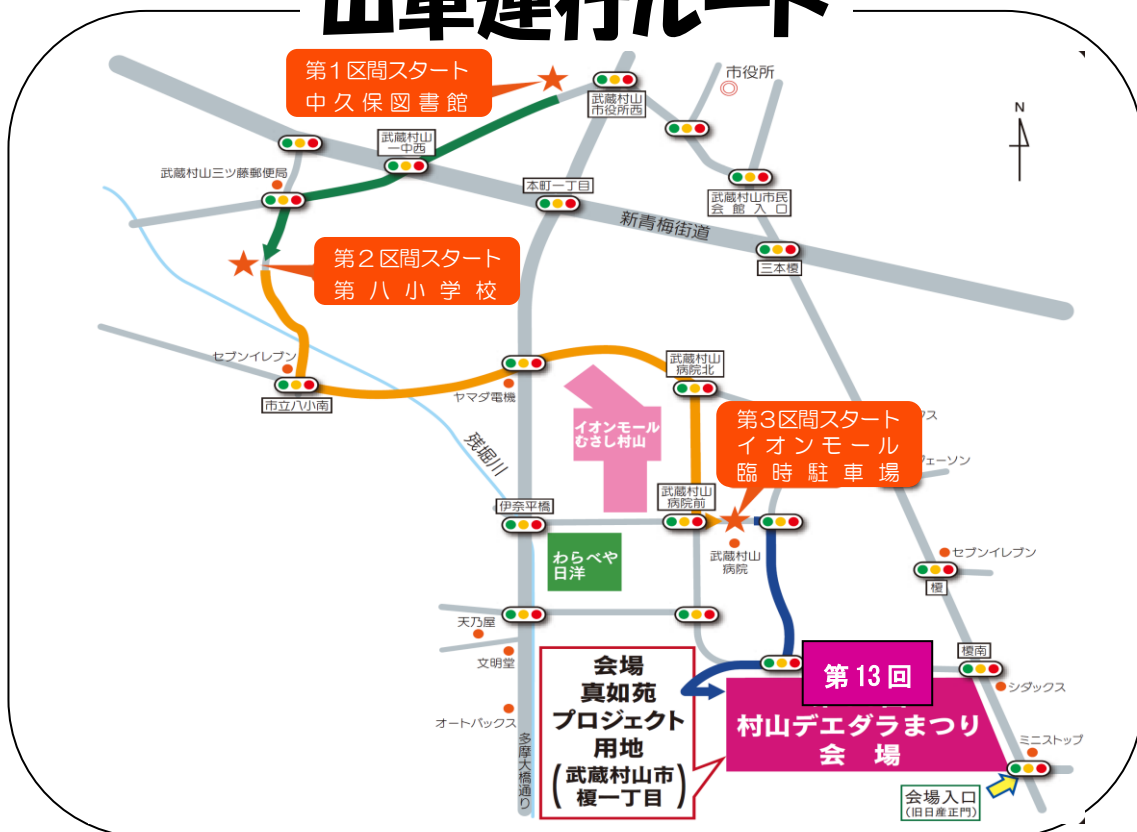 山車運行ルート
第1区間スタート
中久保図書館
武蔵村山
市役所西
市役所
N
武蔵村山
一中西
武蔵村山三ツ藤郵便局
本町一丁目
武蔵村山市民
会館入口
新青梅街道
三本榎
第2区間スタート
第八小学校
セブンイレブン
市立八小南
ヤマダ電機
武蔵村山
病院北
イオンモール
むさし村山
第3区間スタート
イオンモール
臨時駐車場
クス
ェーソン
残堀川
伊奈平橋
武蔵村山
病院前
武蔵村山
病院
わらべや
日洋
セブンイレブン
榎
天乃屋
文明堂
オートバックス
多摩大橋通り
会場
真如苑
プロジェクト
用地
(武蔵村山市
榎一丁目)
第13回
村山デエダラまつり
会場
榎南
シダックス
ミニストップ
会場入口
(旧日産正門)